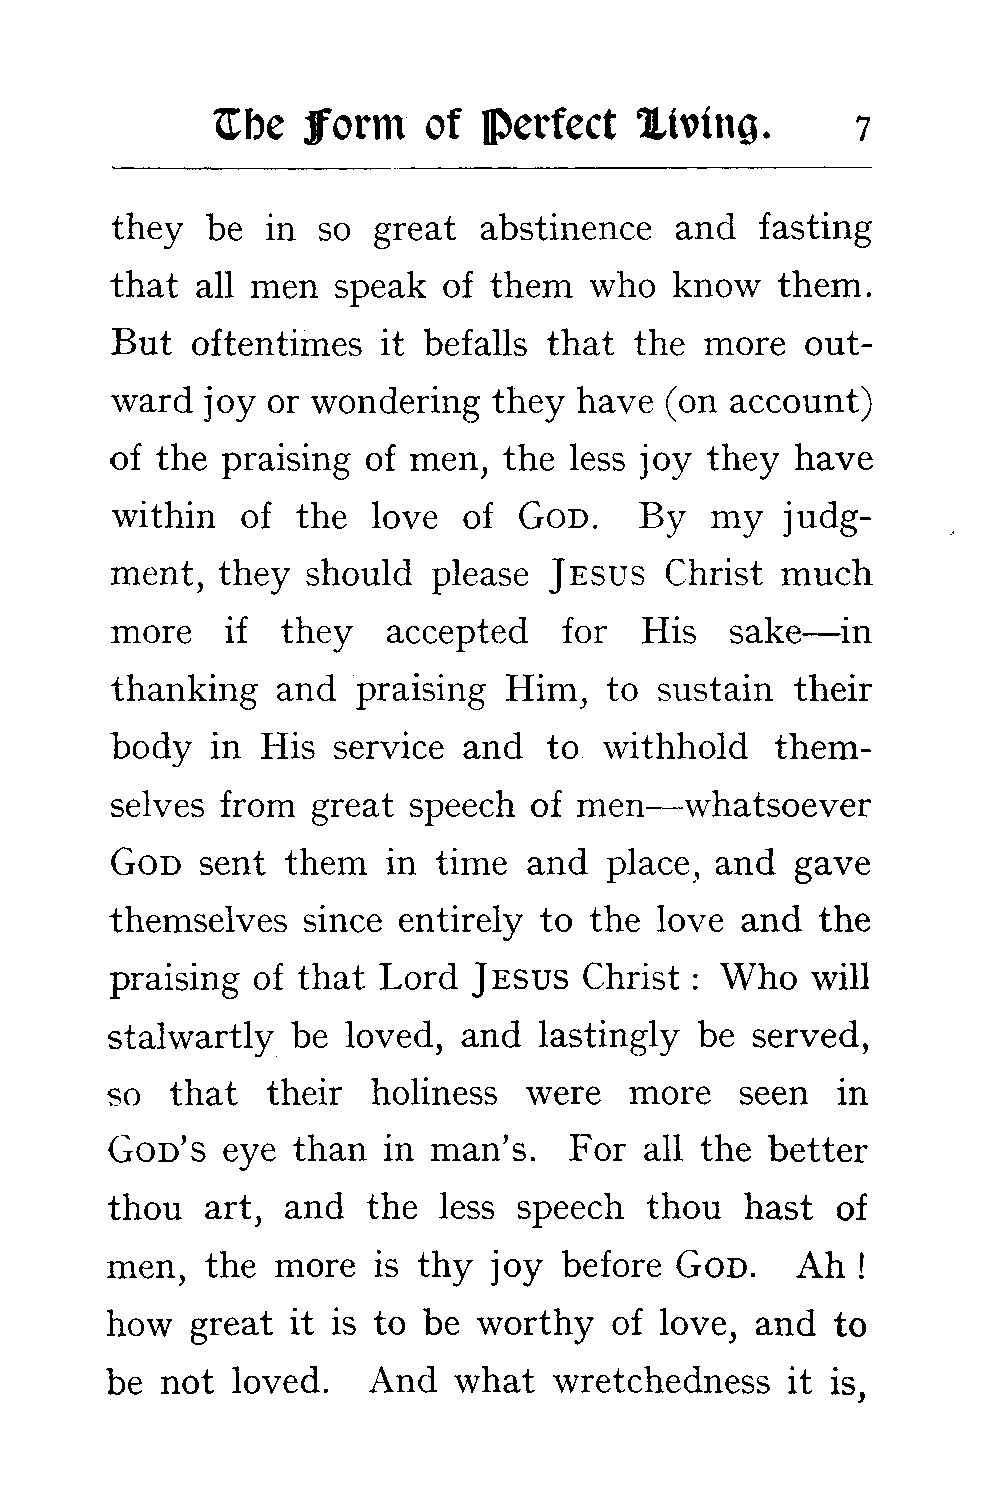 The Form of Perfect Living. 7
they be in so great abstinence and fasting
that all men speak of them who know them.
But oftentimes it befalls that the more out-
ward joy or wondering they have (on account)
of the praising of men, the less joy they have
within of the love of GOD. By my judg-
ment, they should please JESUS Christ much
more if they accepted for His sake—in
thanking and praising Him, to sustain their
body in His service and to withhold them-
selves from great speech of men—whatsoever
GOD sent them in time and place, and gave
themselves since entirely to the love and the
praising of that Lord JESUS Christ : Who will
stalwartly be loved, and lastingly be served,
so that their holiness were more seen in
GOD'S eye than in man's. For all the better
thou art, and the less speech thou hast of
men, the more is thy joy before GOD. Ah !
how great it is to be worthy of love, and to
be not loved. And what wretchedness it is,